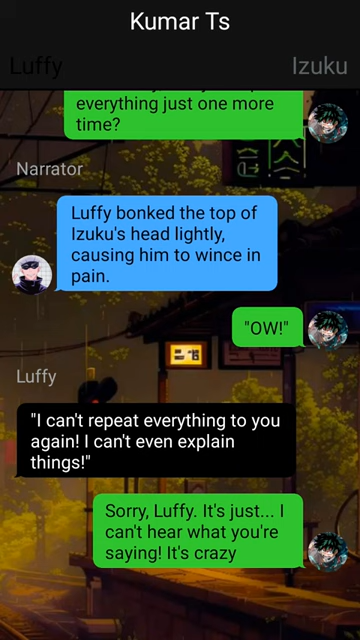 Kumar Ts
Luffy
Izuku
everything just one more
time?
Narrator
Luffy bonked the top of
Izuku's head lightly,
causing him to wince in
pain.
"OW!"
Luffy
"I can't repeat everything to you
again! I can't even explain
things!"
Sorry, Luffy. It's just... I
can't hear what you're
saying! It's crazy